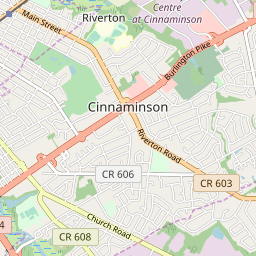 Riverton
Centre
at Cinnaminson
Main Street
Burlington Pike
Cinnaminson
Riverton Road
CR 606
CR 603
4
Church Road
CR 608